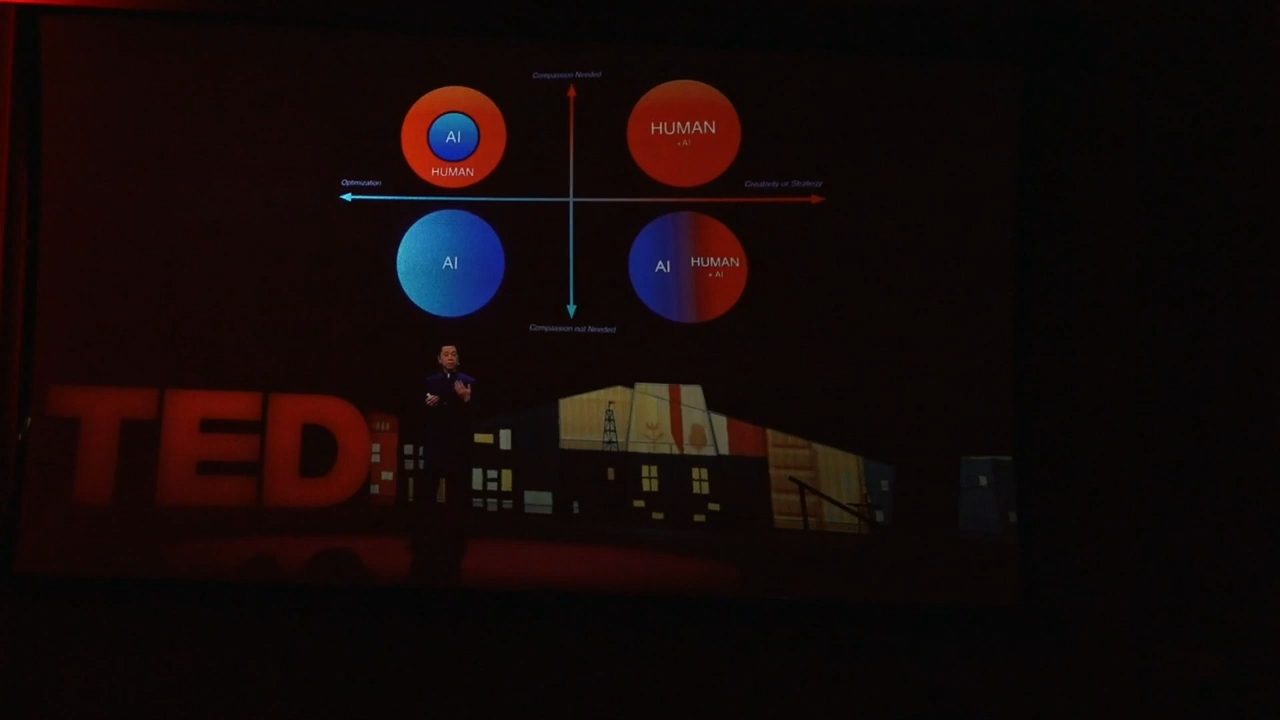 Compassion Needed
AI
HUMAN
HUMAN
+ AI
Optimization
Creativity or Strategy
AI
AI
HUMAN
+ AI
Compassion not Needed
TED